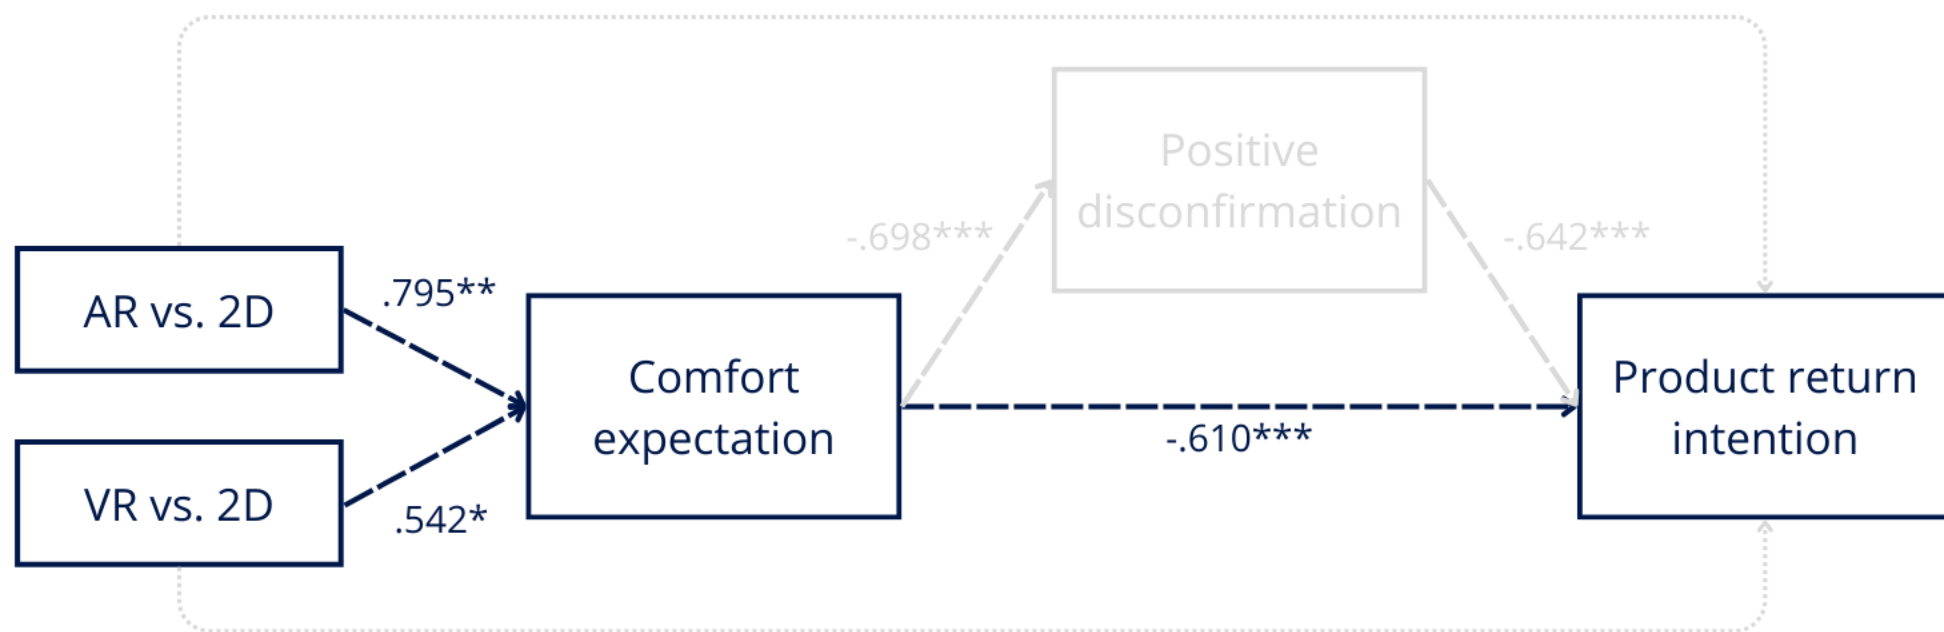 Positive
disconfirmation
-.698***
-.642***
AR vs. 2D
.795**
Comfort
expectation
Product return
intention
-.610***
VR vs. 2D
.542*